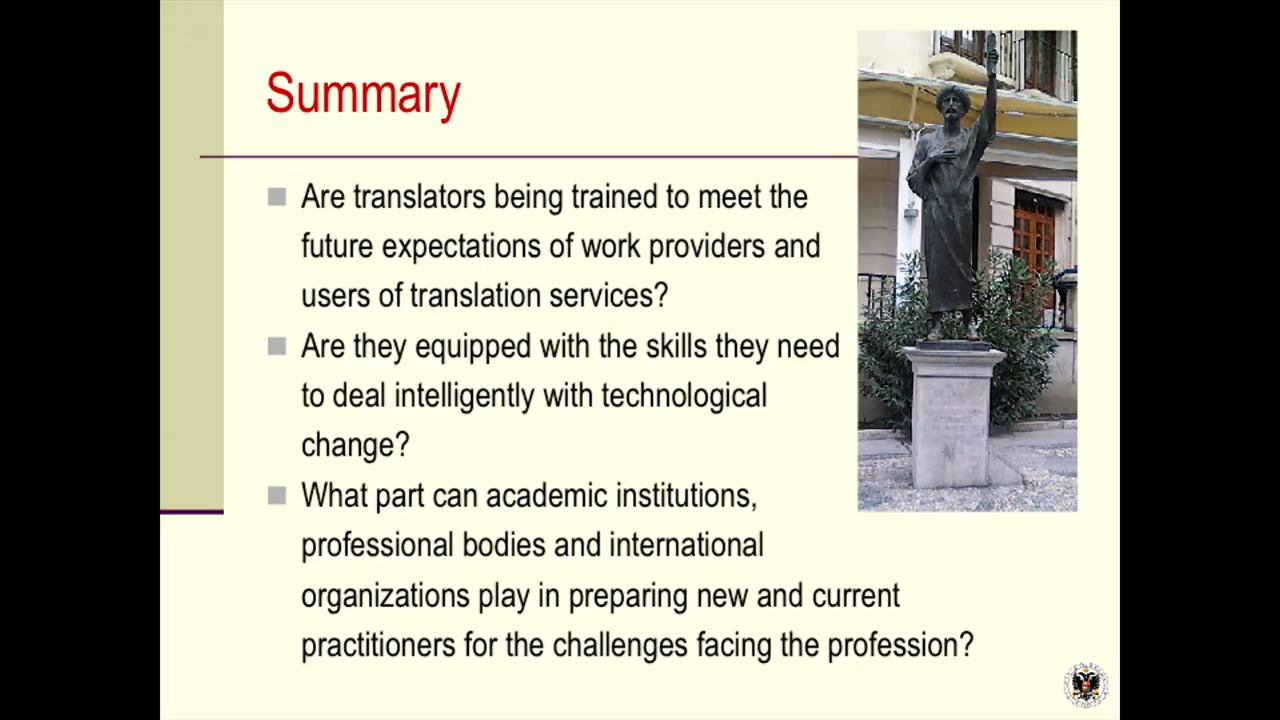 Summary
Are translators being trained to meet the
future expectations of work providers and
users of translation services?
Are they equipped with the skills they need
to deal intelligently with technological
change?
What part can academic institutions,
professional bodies and international
organizations play in preparing new and current
practitioners for the challenges facing the profession?